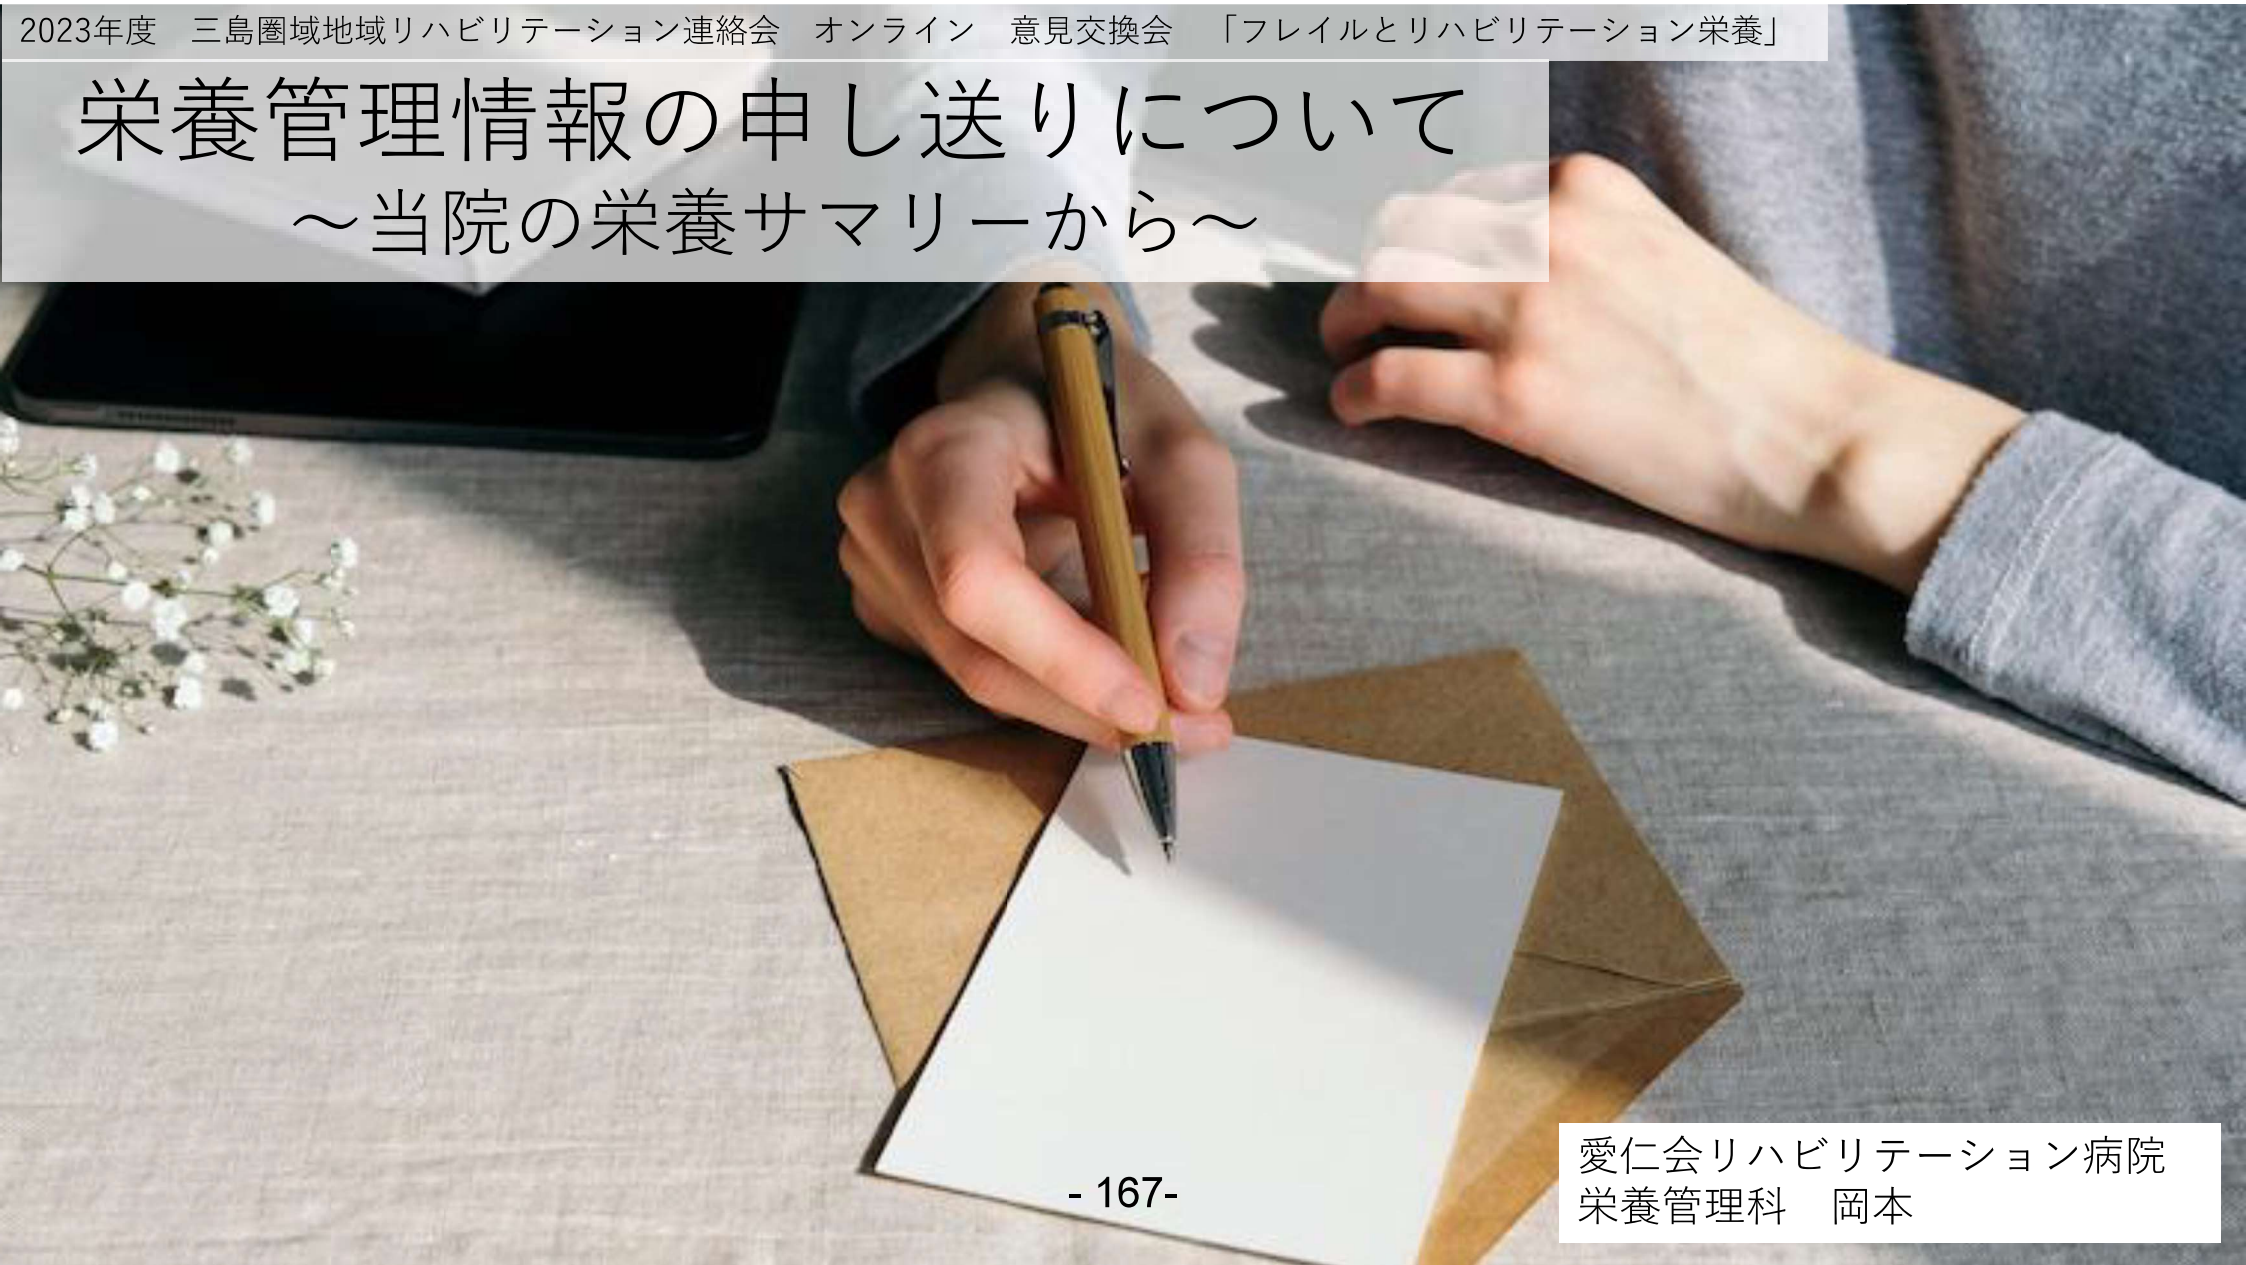 2023年度　三島圏域地域リハビリテーション連絡会　オンライン　意見交換会　「フレイルとリハビリテーション栄養」
栄養管理情報の申し送りについて
～当院の栄養サマリーから～
- 167-
愛仁会リハビリテーション病院
栄養管理科　岡本